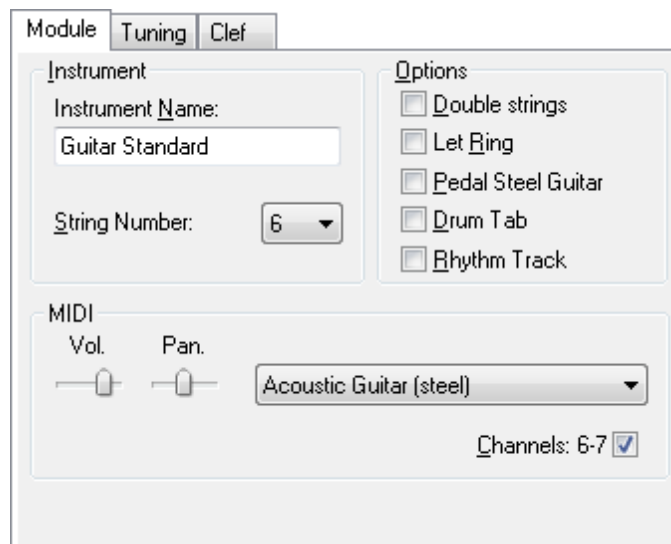 Module Tuning Clef
Instrument
Instrument Name:
Guitar Standard
String Number: 6
Options
Double strings
Let Ring
Pedal Steel Guitar
Drum Tab
Rhythm Track
MIDI
Vol. Pan.
Acoustic Guitar (steel)
Channels: 6-7